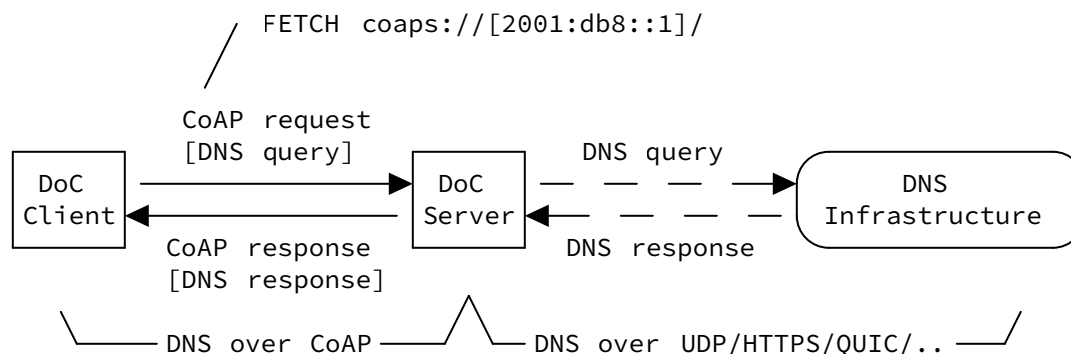 FETCH coaps://[2001:db8::1]/
CoAP request
[DNS query]
DNS query
DoC
Client
DoC
Server
DNS
Infrastructure
CoAP response
[DNS response]
DNS response
DNS over CoAP
DNS over UDP/HTTPS/QUIC/..